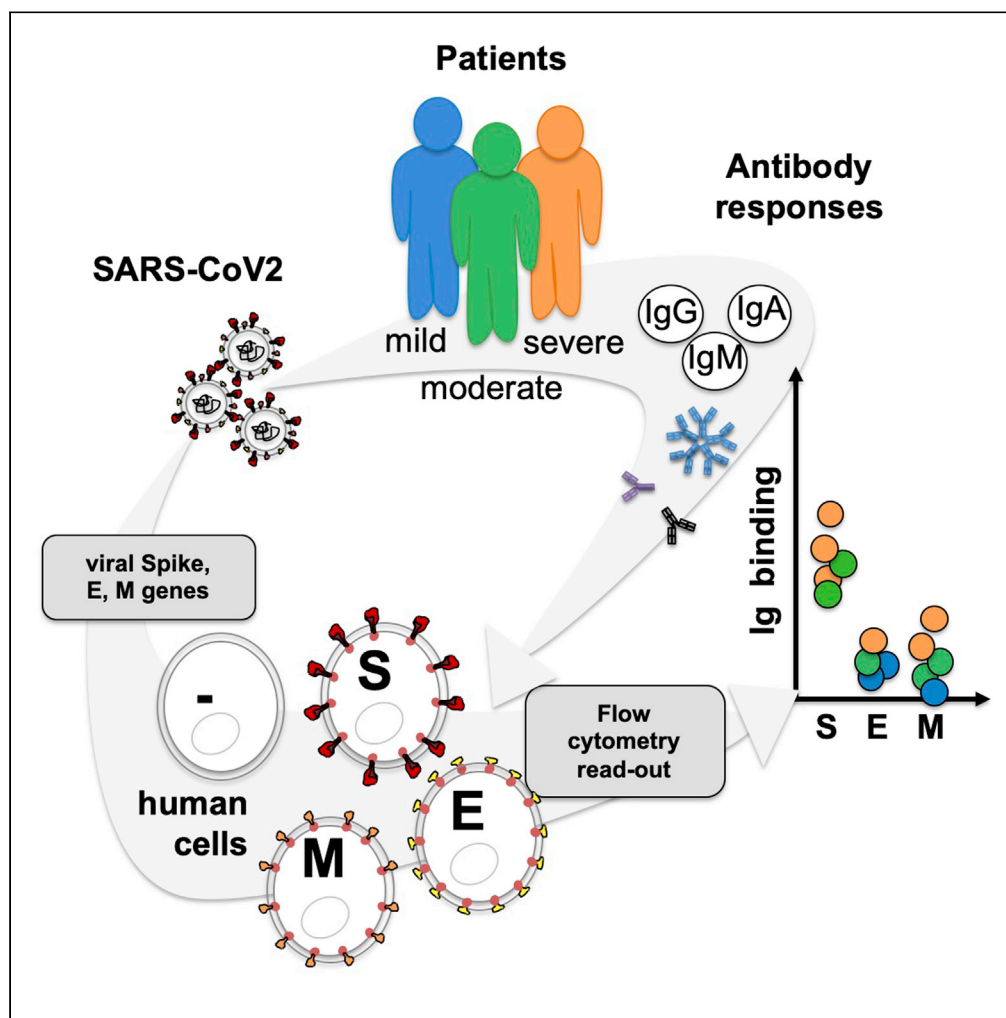 Patients
Antibody
responses
SARS-CoV2
mild
severe
moderate
IgG
IgA
IgM
viral Spike,
E, M genes
Ig binding
S
-
E
M
human
cells
Flow
cytometry
read-out
S E M